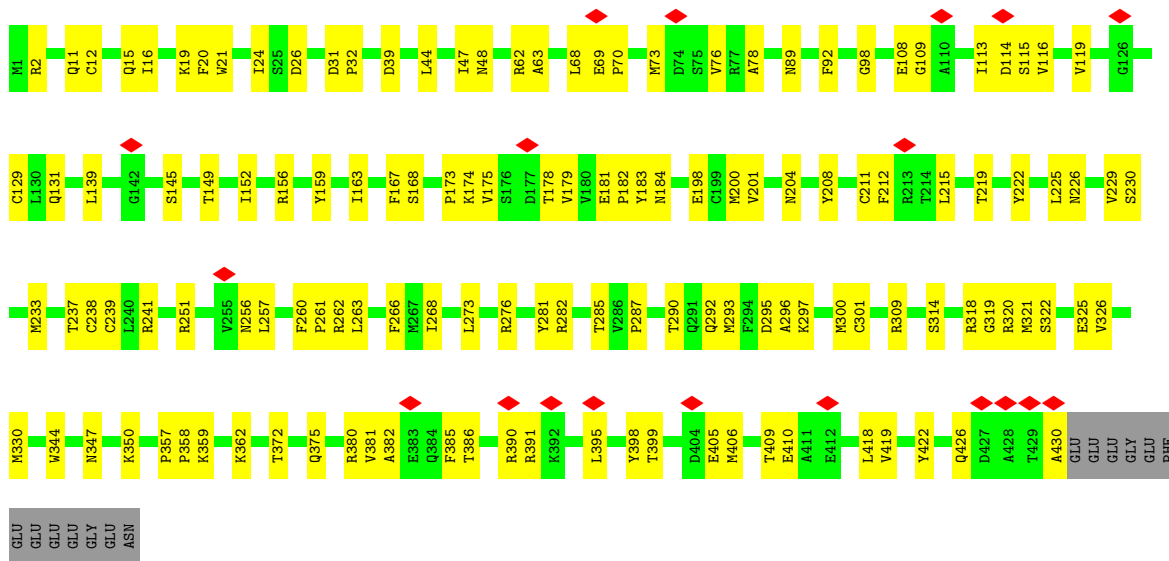 M1 R2 Q11 C12 Q15 I16 K19 F20 W21 I24 S25 D26 D31 P32 D39 L44 I47 N48 R62 A63 L68 E69 P70 M73 D74 S75 V76 R77 A78 N89 F92 G98 E108 G109 A110 I113 D114 S115 V116 V119 G126
C129 L130 Q131 L139 G142 S145 T149 I152 R156 Y159 I163 F167 S168 P173 K174 V175 S176 D177 T178 V179 V180 E181 P182 Y183 N184 E198 C199 M200 V201 N204 Y208 C211 F212 R213 T214 L215 T219 Y222 L225 N226 V229 S230
M233 T237 C238 C239 L240 R241 R251 V255 N256 L257 F260 P261 R262 L263 F266 M267 I268 L273 R276 Y281 R282 T285 V286 P287 T290 Q291 Q292 M293 F294 D295 A296 K297 M300 C301 R309 S314 R318 G319 R320 M321 S322 E325 V326
M330 W344 N347 K350 P357 P358 K359 K362 T372 Q375 R380 V381 A382 E383 Q384 F385 T386 R390 R391 K392 L395 Y398 T399 D404 E405 M406 T409 E410 A411 E412 L418 V419 Y422 Q426 D427 A428 T429 A430 GLU GLU GLU GLY GLU PHE
GLU GLU GLU GLU GLY GLU ASN